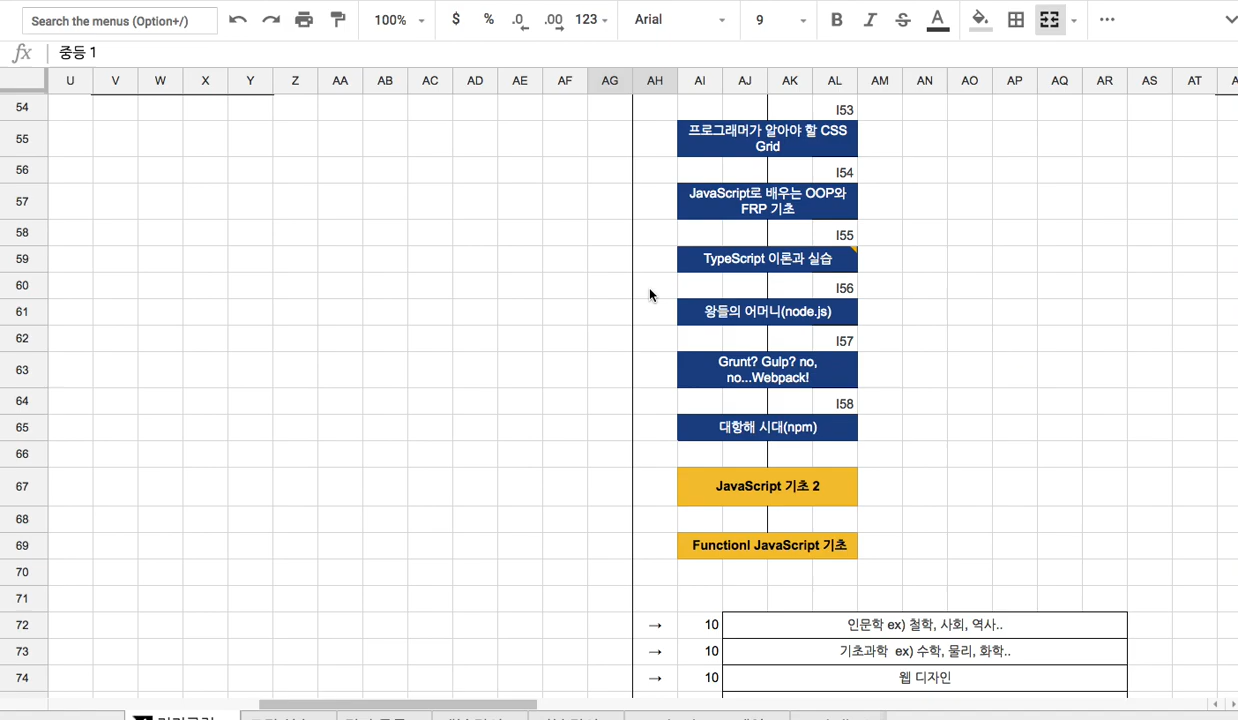 Search the menus (Option+/)
100%
$ % .0 .00 123
Arial
9
B I S A
fx 중등 1
U V W X Y Z AA AB AC AD AE AF AG AH AI AJ AK AL AM AN AO AP AQ AR AS AT
54 I53
55 프로그래머가 알아야 할 CSS
Grid
56 I54
57 JavaScript로 배우는 OOP와
FRP 기초
58 I55
59 TypeScript 이론과 실습
60 I56
61 왕들의 어머니(node.js)
62 I57
63 Grunt? Gulp? no,
no...Webpack!
64 I58
65 대항해 시대(npm)
66
67 JavaScript 기초 2
68
69 Functionl JavaScript 기초
70
71
72 → 10 인문학 ex) 철학, 사회, 역사..
73 → 10 기초과학 ex) 수학, 물리, 화학..
74 → 10 웹 디자인